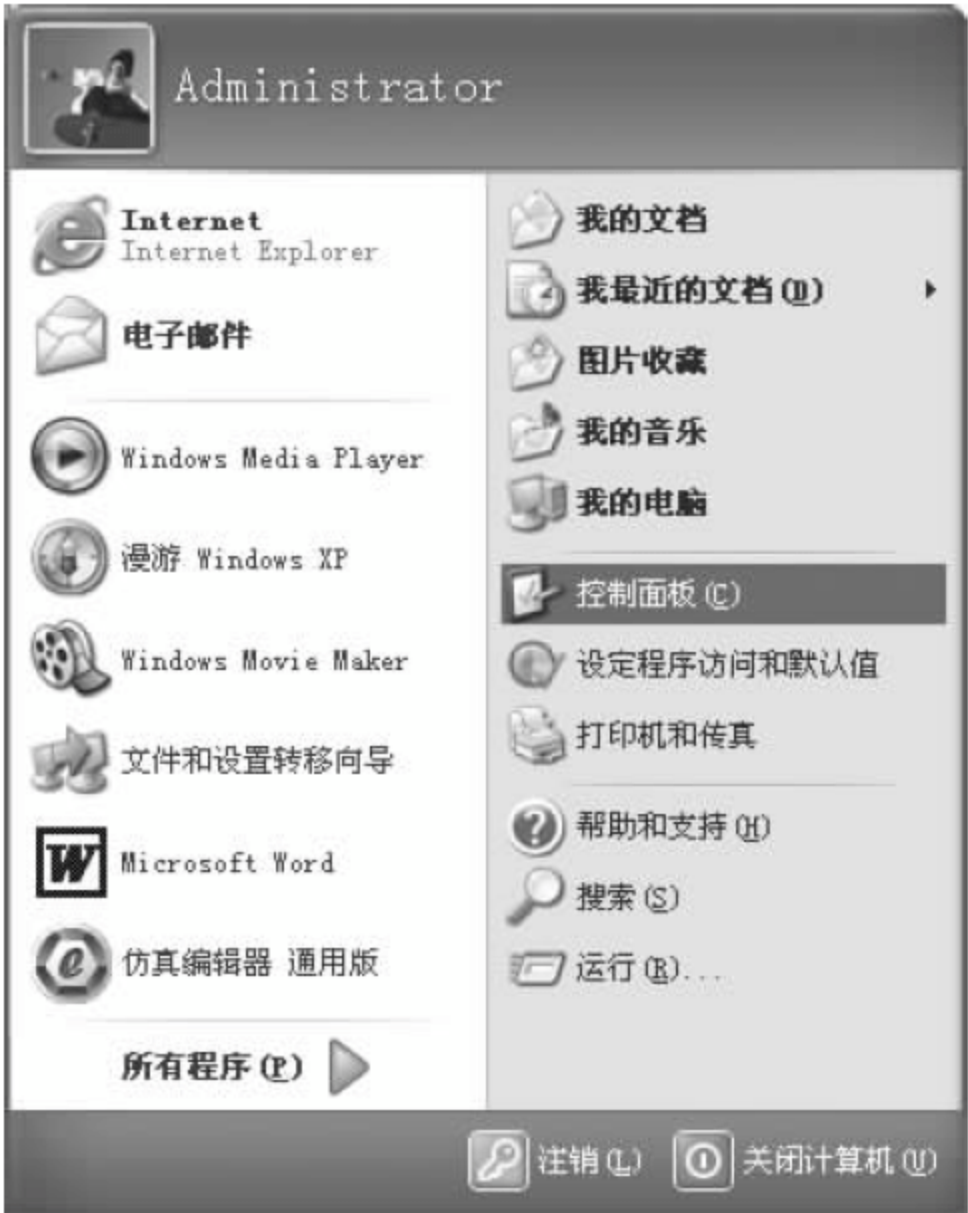 Administrator
Internet
Internet Explorer
电子邮件
Windows Media Player
漫游 Windows XP
Windows Movie Maker
文件和设置转移向导
Microsoft Word
仿真编辑器 通用版
所有程序(P)
我的文档
我最近的文档(D)
图片收藏
我的音乐
我的电脑
控制面板(C)
设定程序访问和默认值
打印机和传真
帮助和支持(H)
搜索(S)
运行(R)...
注销(L)
关闭计算机(U)